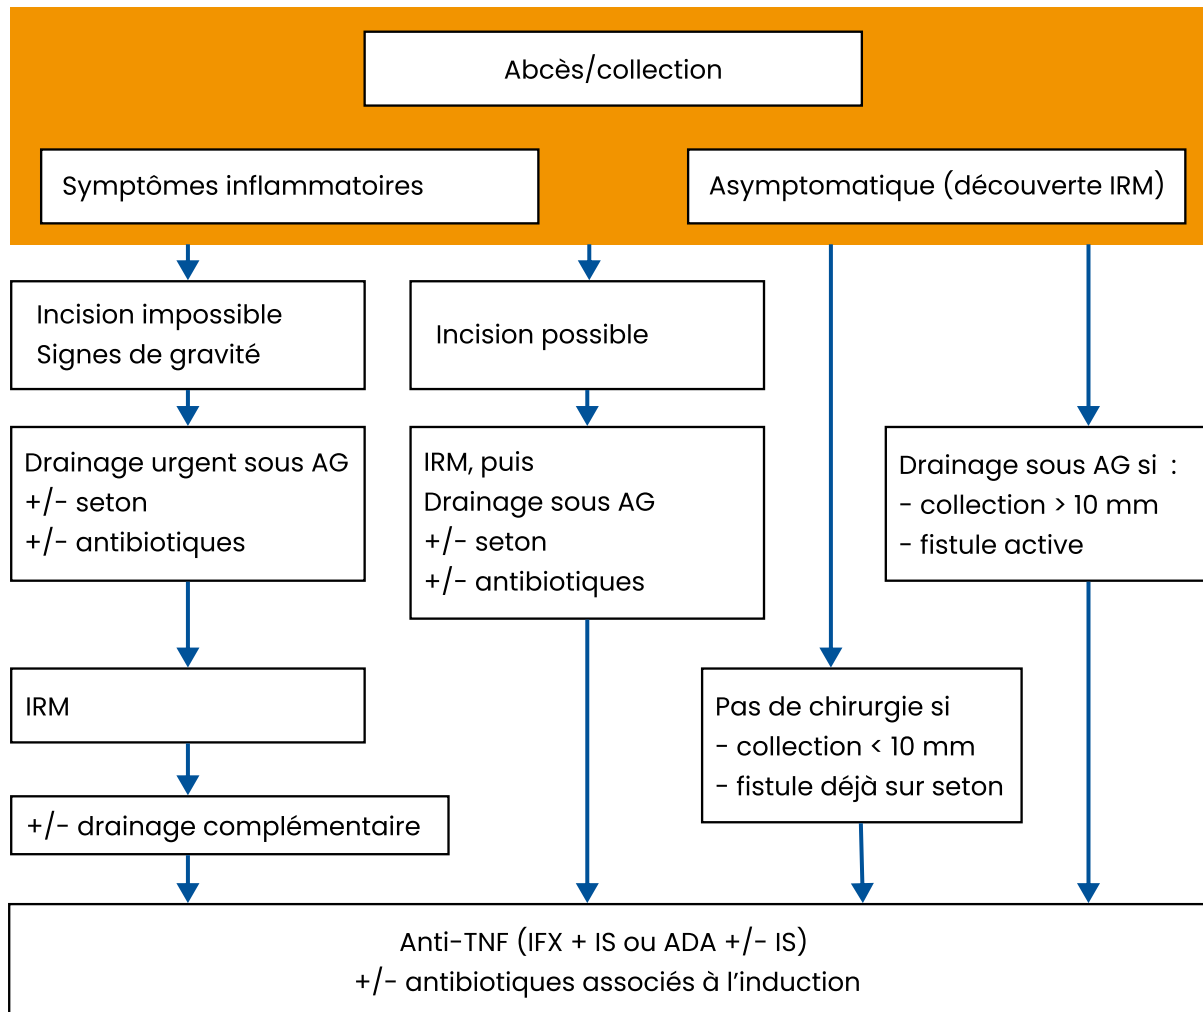 Abcès/collection
Symptômes inflammatoires
Asymptomatique (découverte IRM)
Incision impossible
Signes de gravité
Incision possible
Drainage urgent sous AG
+/- seton
+/- antibiotiques
IRM, puis
Drainage sous AG
+/- seton
+/- antibiotiques
Drainage sous AG si :
- collection > 10 mm
- fistule active
IRM
Pas de chirurgie si
- collection < 10 mm
- fistule déjà sur seton
+/- drainage complémentaire
Anti-TNF (IFX + IS ou ADA +/- IS)
+/- antibiotiques associés à l’induction